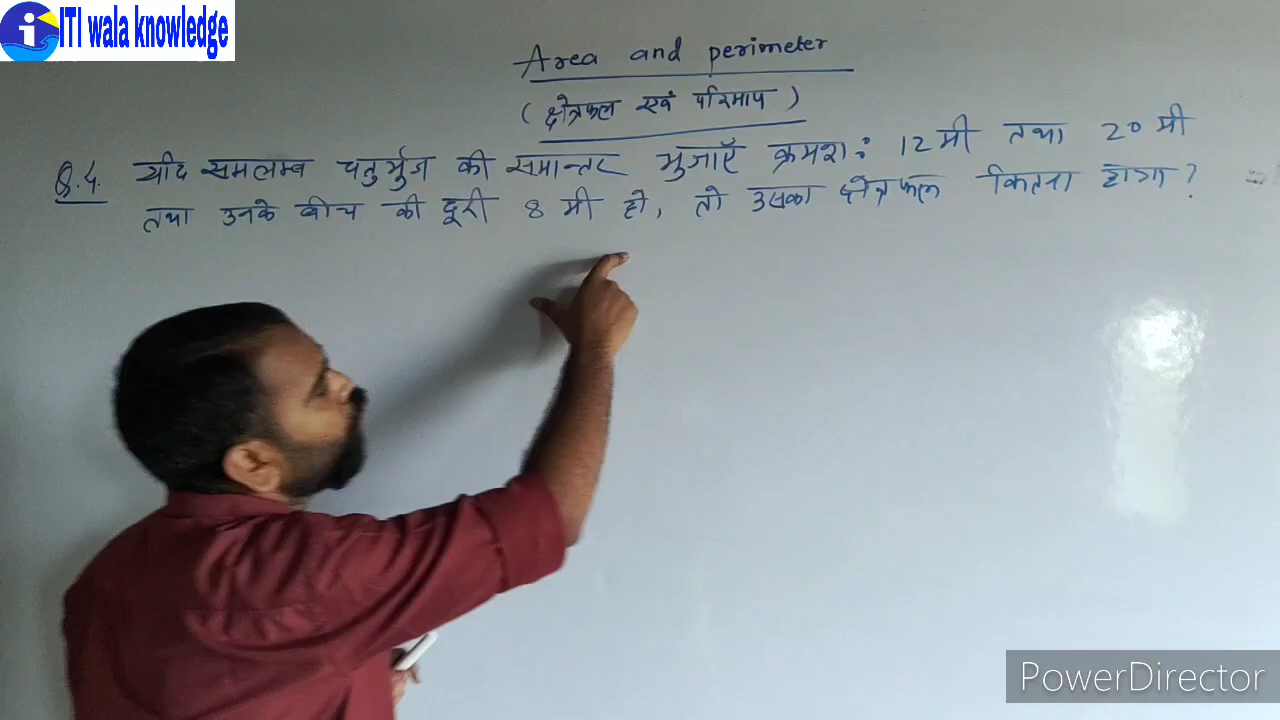 ITI wala knowledge
Area and perimeter
(क्षेत्रफल एवं परिमाप)
Q.4. यदि समलम्ब चतुर्भुज की समान्तर भुजाएँ क्रमश: 12 मी तथा 20 मी
तथा उनके बीच की दूरी 8 मी हो, तो उसका क्षेत्रफल कितना होगा?
PowerDirector